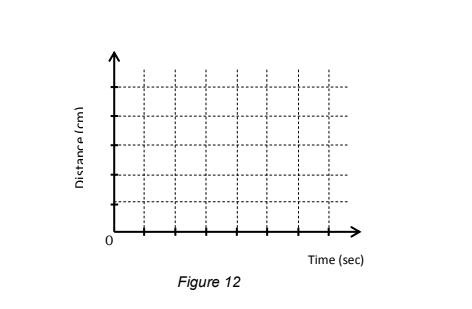 Distance (cm)
0
Time (sec)
Figure 12